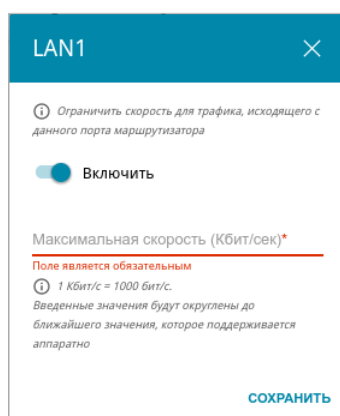 LAN1
Ограничить скорость для трафика, исходящего с
данного порта маршрутизатора
Включить
Максимальная скорость (Кбит/сек)*
Поле является обязательным
1 Кбит/с = 1000 бит/с.
Введенные значения будут округлены до
ближайшего значения, которое поддерживается
аппаратно
СОХРАНИТЬ